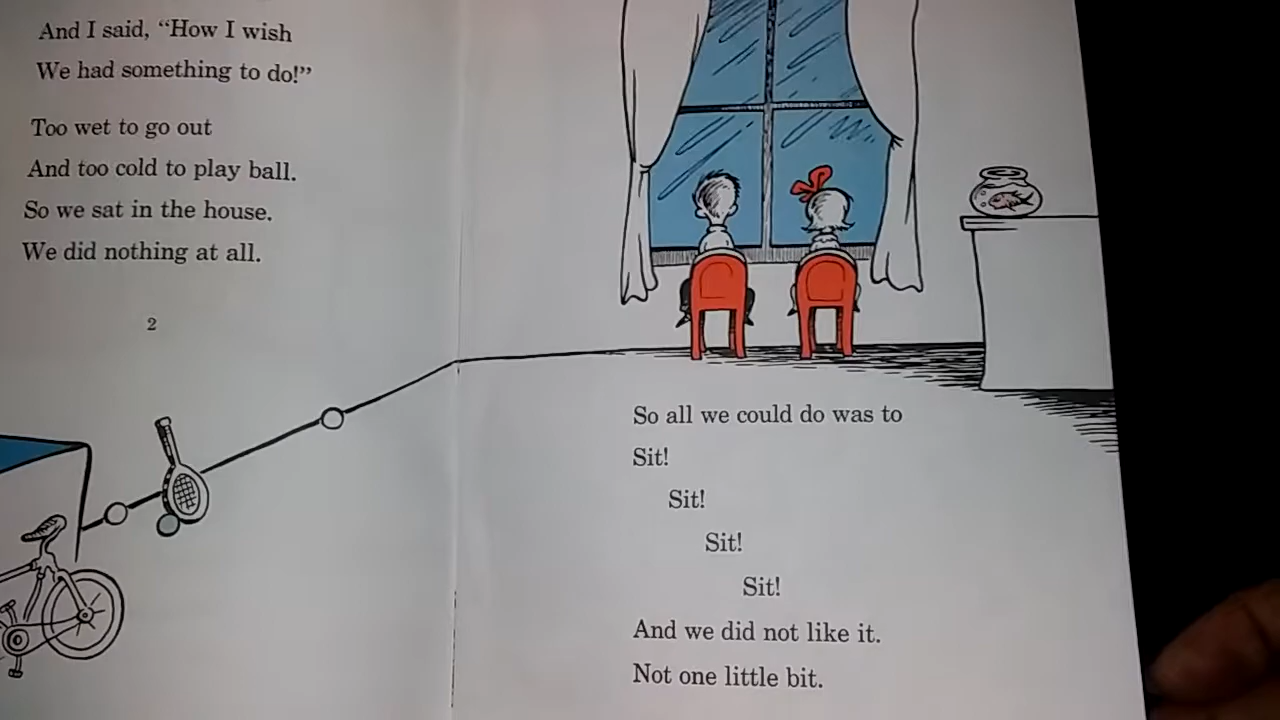 And I said, “How I wish
We had something to do!”
Too wet to go out
And too cold to play ball.
So we sat in the house.
We did nothing at all.
2
So all we could do was to
Sit!
Sit!
Sit!
Sit!
And we did not like it.
Not one little bit.